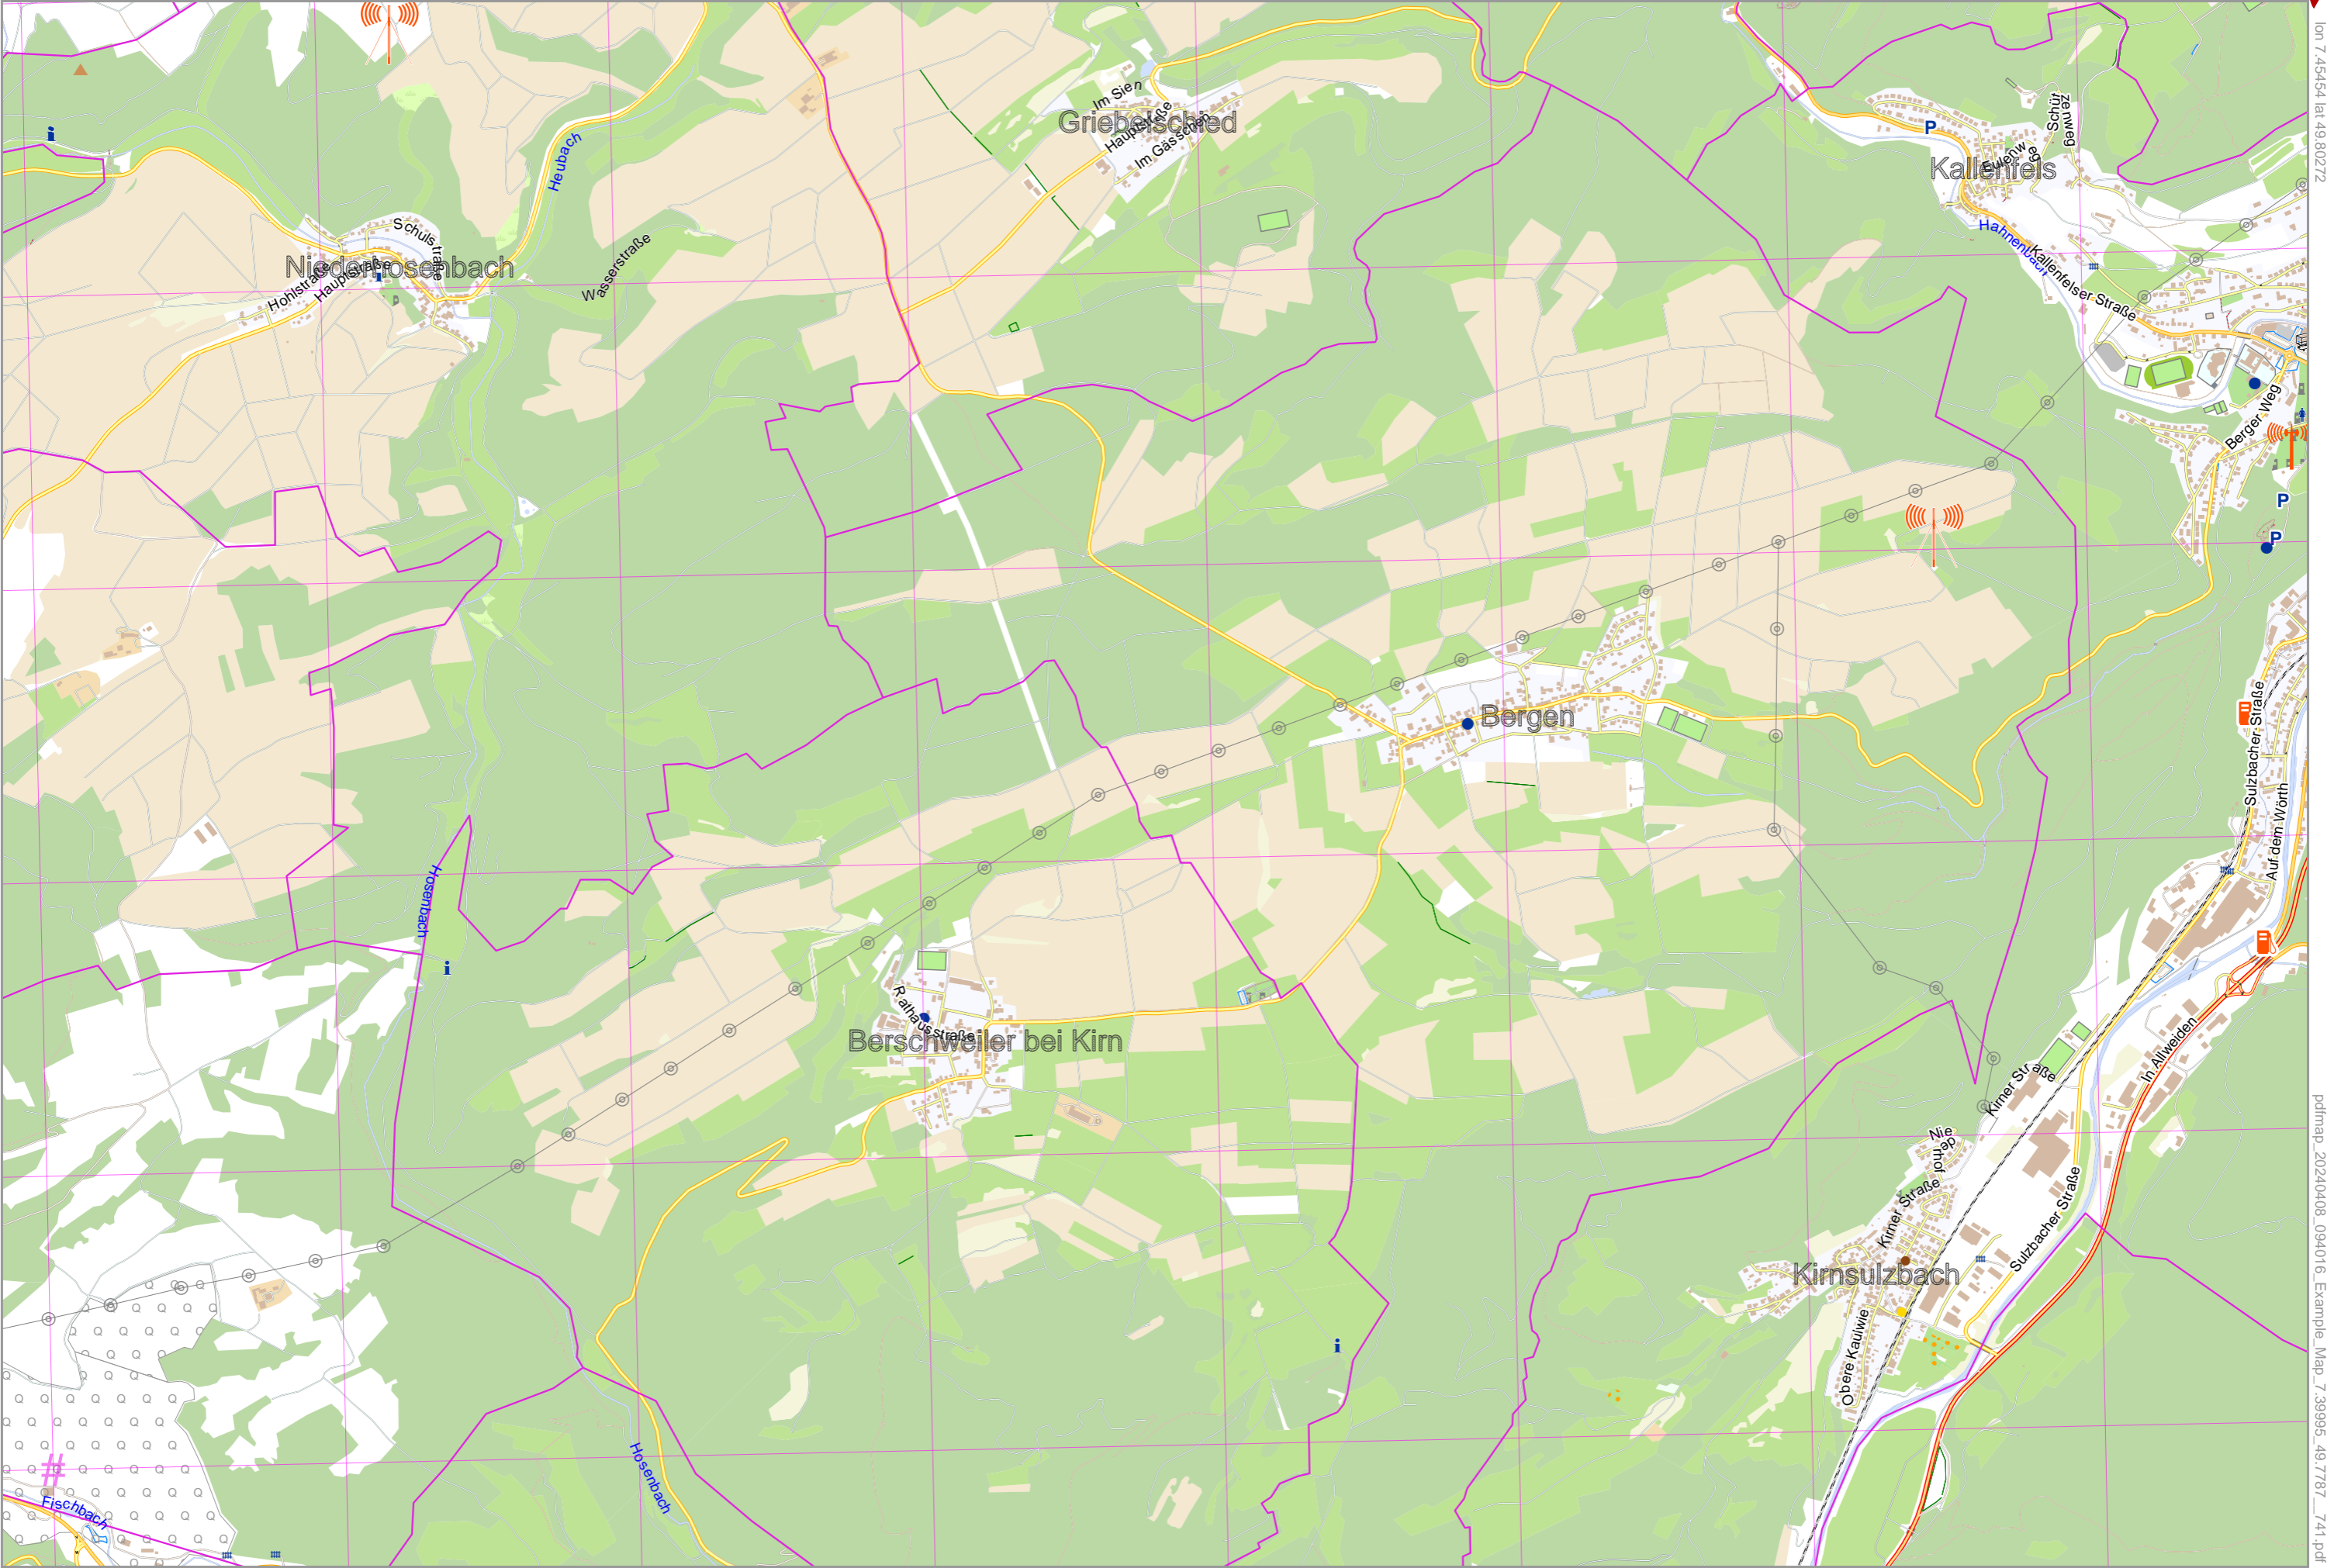 lon 7.45454 lat 49.80272
Im Sien
Griebelschied
Hauptstraße
Im Gässchen
P
Schützenweg
Eulenweg
Kallenfels
Heubach
Hahnenbach
Schulstraße
Wasserstraße
Niederhosenbach
Hohlstraße
Hauptstraße
Kallenfelser Straße
Berger Weg
P
P
Bergen
Sulzbacher Straße
Auf dem Wörth
Hosenbach
Rathausstraße
Berschweiler bei Kirn
In Allweiden
Kirner Straße
Niederhof
Kirner Straße
Sulzbacher Straße
Kirnsulzbach
Obere Kaulwie
Hosenbach
#
Fischbach
pdfmap_20240408_094016_Example_Map_7.39995_49.7787__741.pdf